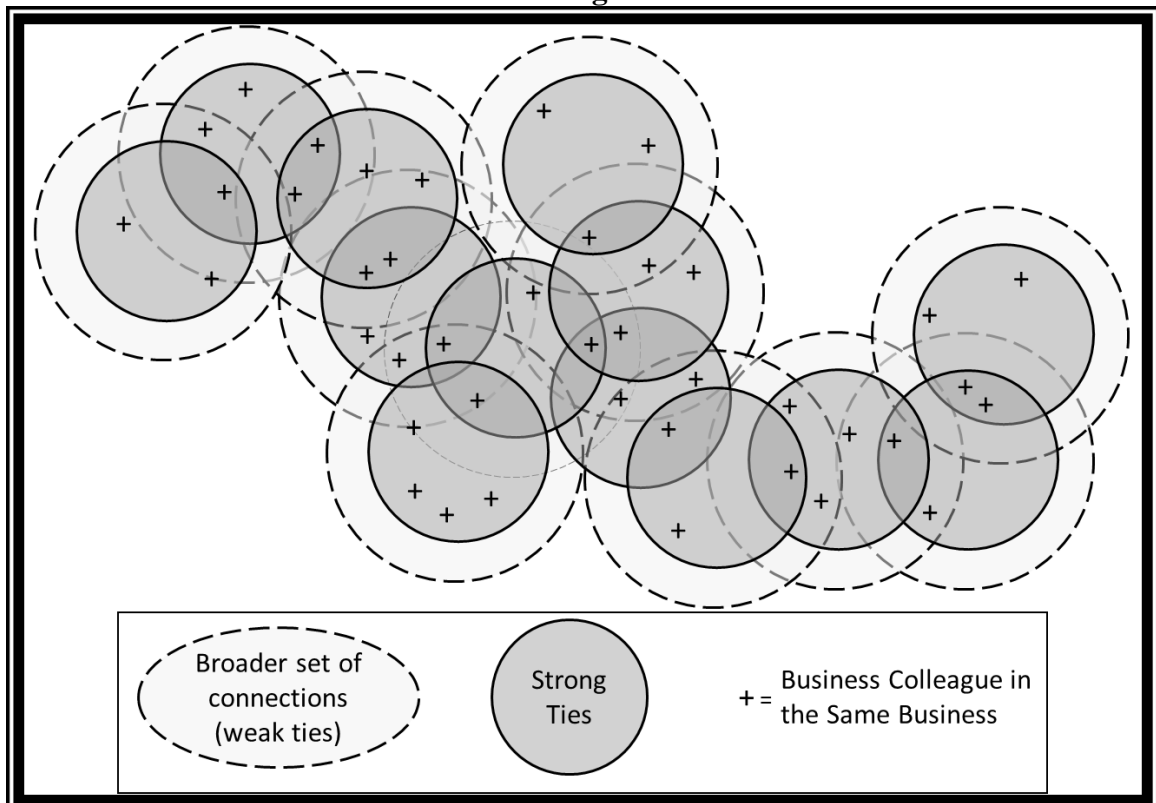 Broader set of
connections
(weak ties)
Strong
Ties
+ = Business Colleague in
the Same Business